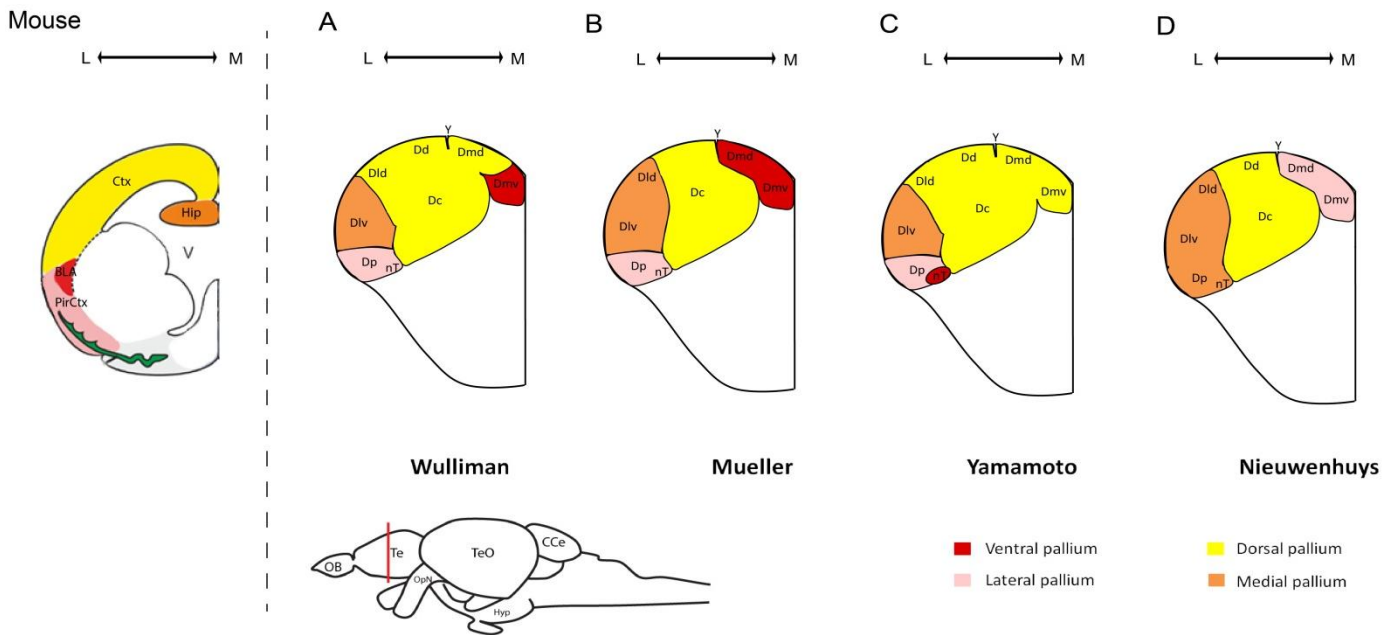 Mouse
L M
Ctx
Hip
V
BLA
PirCtx
A
L M
Y
Dd
Dmd
Dld
Dmv
Dc
Dlv
Dp
nT
Wulliman
B
L M
Y
Dmd
Dld
Dmv
Dc
Dlv
Dp
nT
Mueller
C
L M
Y
Dd
Dmd
Dld
Dmv
Dc
Dlv
Dp
nT
Yamamoto
D
L M
Y
Dd
Dmd
Dld
Dmv
Dc
Dlv
Dp
nT
Nieuwenhuys
OB
Te
TeO
CCe
OpN
Hyp
Ventral pallium
Lateral pallium
Dorsal pallium
Medial pallium